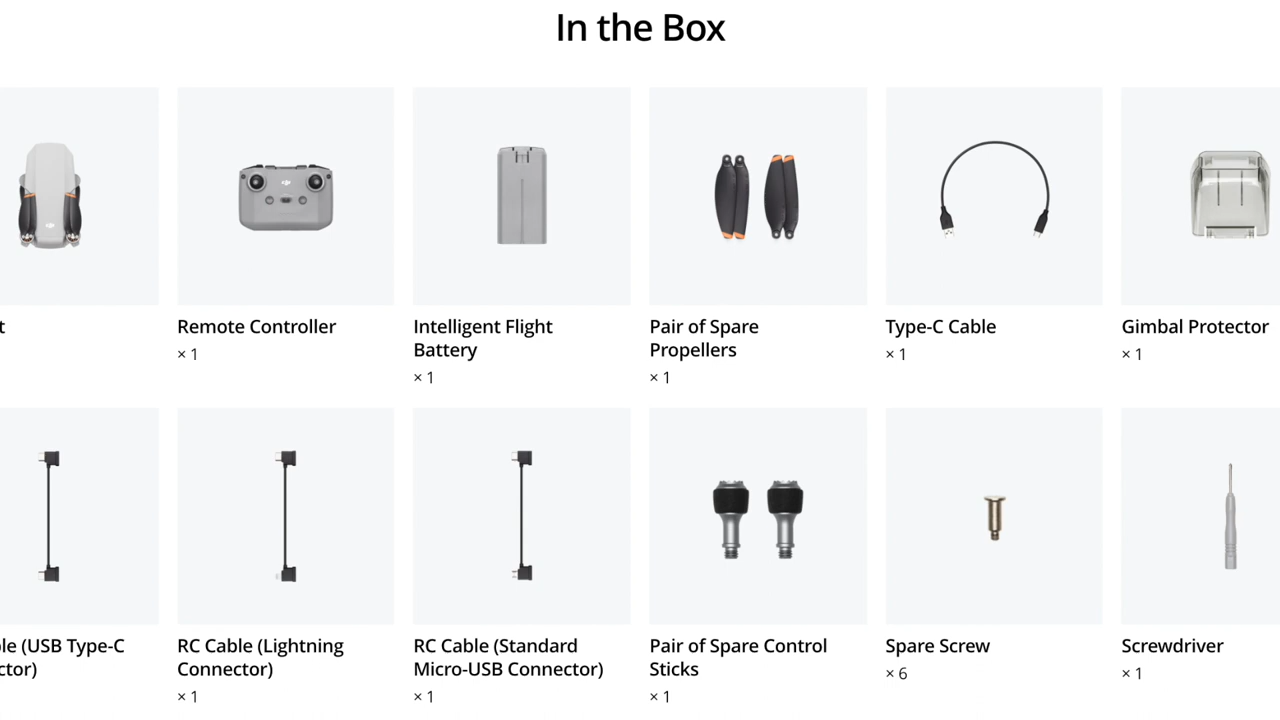 In the Box
t
Remote Controller
× 1
Intelligent Flight
Battery
× 1
Pair of Spare
Propellers
× 1
Type-C Cable
× 1
Gimbal Protector
× 1
le (USB Type-C
ctor)
RC Cable (Lightning
Connector)
× 1
RC Cable (Standard
Micro-USB Connector)
× 1
Pair of Spare Control
Sticks
× 1
Spare Screw
× 6
Screwdriver
× 1